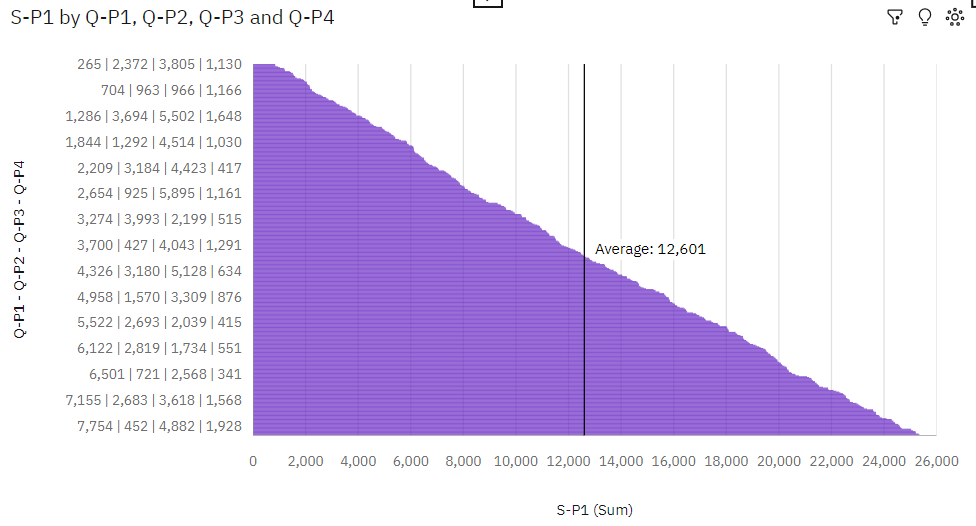 S-P1 by Q-P1, Q-P2, Q-P3 and Q-P4
Q-P1 - Q-P2 - Q-P3 - Q-P4
265 | 2,372 | 3,805 | 1,130
704 | 963 | 966 | 1,166
1,286 | 3,694 | 5,502 | 1,648
1,844 | 1,292 | 4,514 | 1,030
2,209 | 3,184 | 4,423 | 417
2,654 | 925 | 5,895 | 1,161
3,274 | 3,993 | 2,199 | 515
3,700 | 427 | 4,043 | 1,291
4,326 | 3,180 | 5,128 | 634
4,958 | 1,570 | 3,309 | 876
5,522 | 2,693 | 2,039 | 415
6,122 | 2,819 | 1,734 | 551
6,501 | 721 | 2,568 | 341
7,155 | 2,683 | 3,618 | 1,568
7,754 | 452 | 4,882 | 1,928
Average: 12,601
0 2,000 4,000 6,000 8,000 10,000 12,000 14,000 16,000 18,000 20,000 22,000 24,000 26,000
S-P1 (Sum)